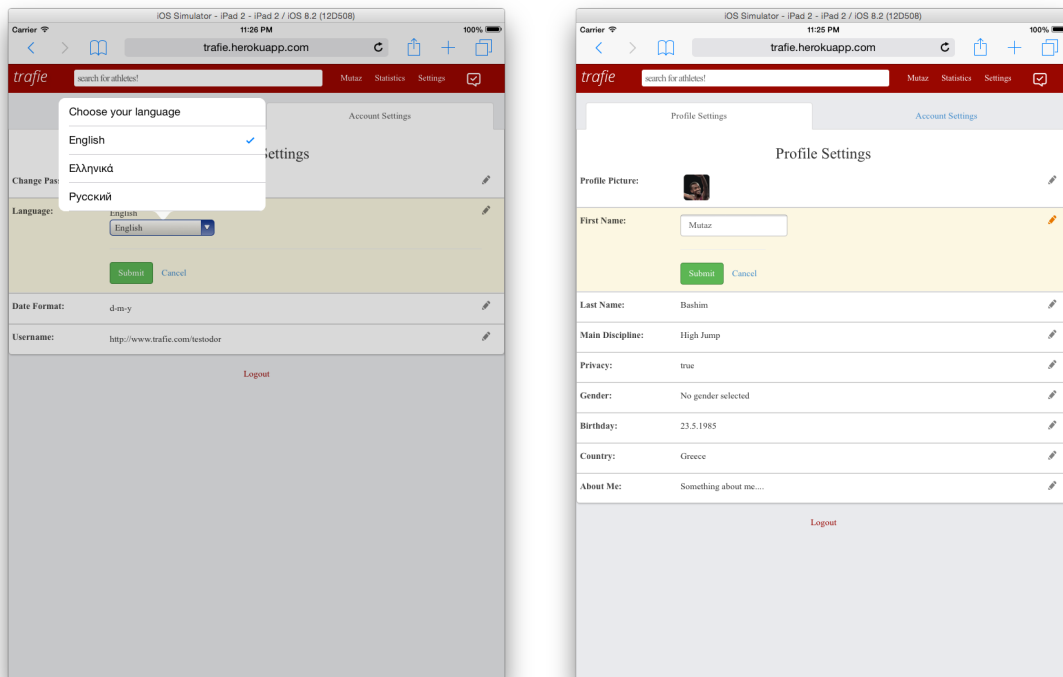 iOS Simulator - iPad 2 - iPad 2 / iOS 8.2 (12D508)
Carrier 11:26 PM 100%
trafie.herokuapp.com
trafie search for athletes! Mutaz Statistics Settings
Choose your language
English
Ελληνικά
Русский
Account Settings
Settings
Change Pas
Language: English
English
Submit Cancel
Date Format: d-m-y
Username: http://www.trafie.com/testodor
Logout
iOS Simulator - iPad 2 - iPad 2 / iOS 8.2 (12D508)
Carrier 11:25 PM 100%
trafie.herokuapp.com
trafie search for athletes! Mutaz Statistics Settings
Profile Settings Account Settings
Profile Settings
Profile Picture:
First Name: Mutaz
Submit Cancel
Last Name: Bashim
Main Discipline: High Jump
Privacy: true
Gender: No gender selected
Birthday: 23.5.1985
Country: Greece
About Me: Something about me....
Logout